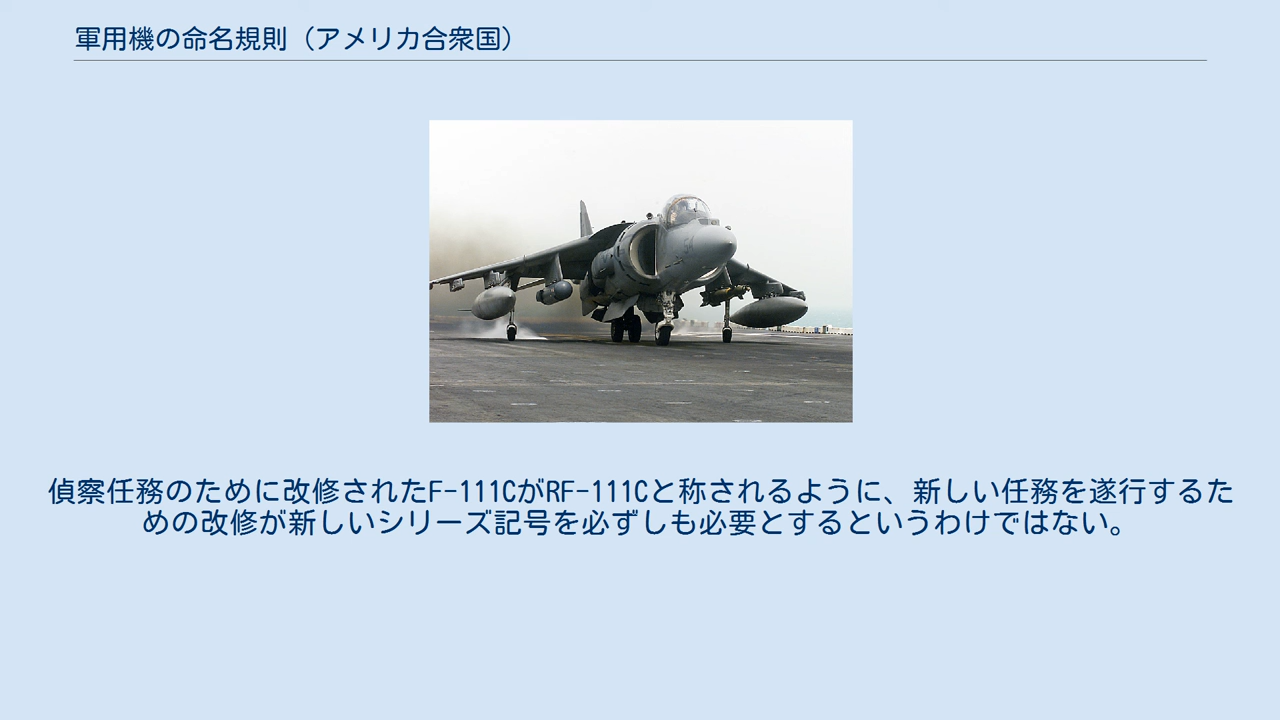 軍用機の命名規則（アメリカ合衆国）
偵察任務のために改修されたF-111CがRF-111Cと称されるように、新しい任務を遂行するた
めの改修が新しいシリーズ記号を必ずしも必要とするというわけではない。